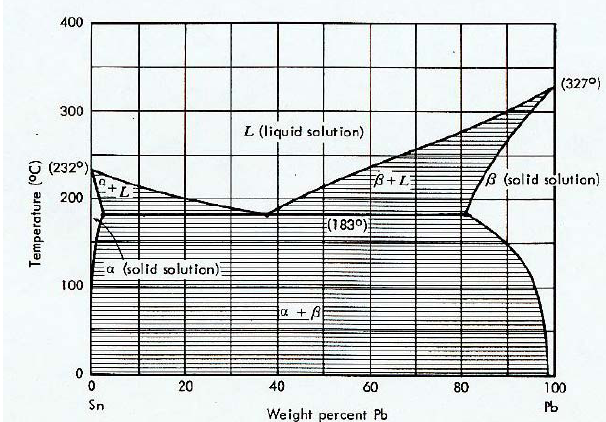 400
300
(327°)
L (liquid solution)
(232°)
α + L
β + L
β (solid solution)
200
(183°)
Temperature (°C)
α (solid solution)
100
α + β
0
0 20 40 60 80 100
Sn
Weight percent Pb
Pb